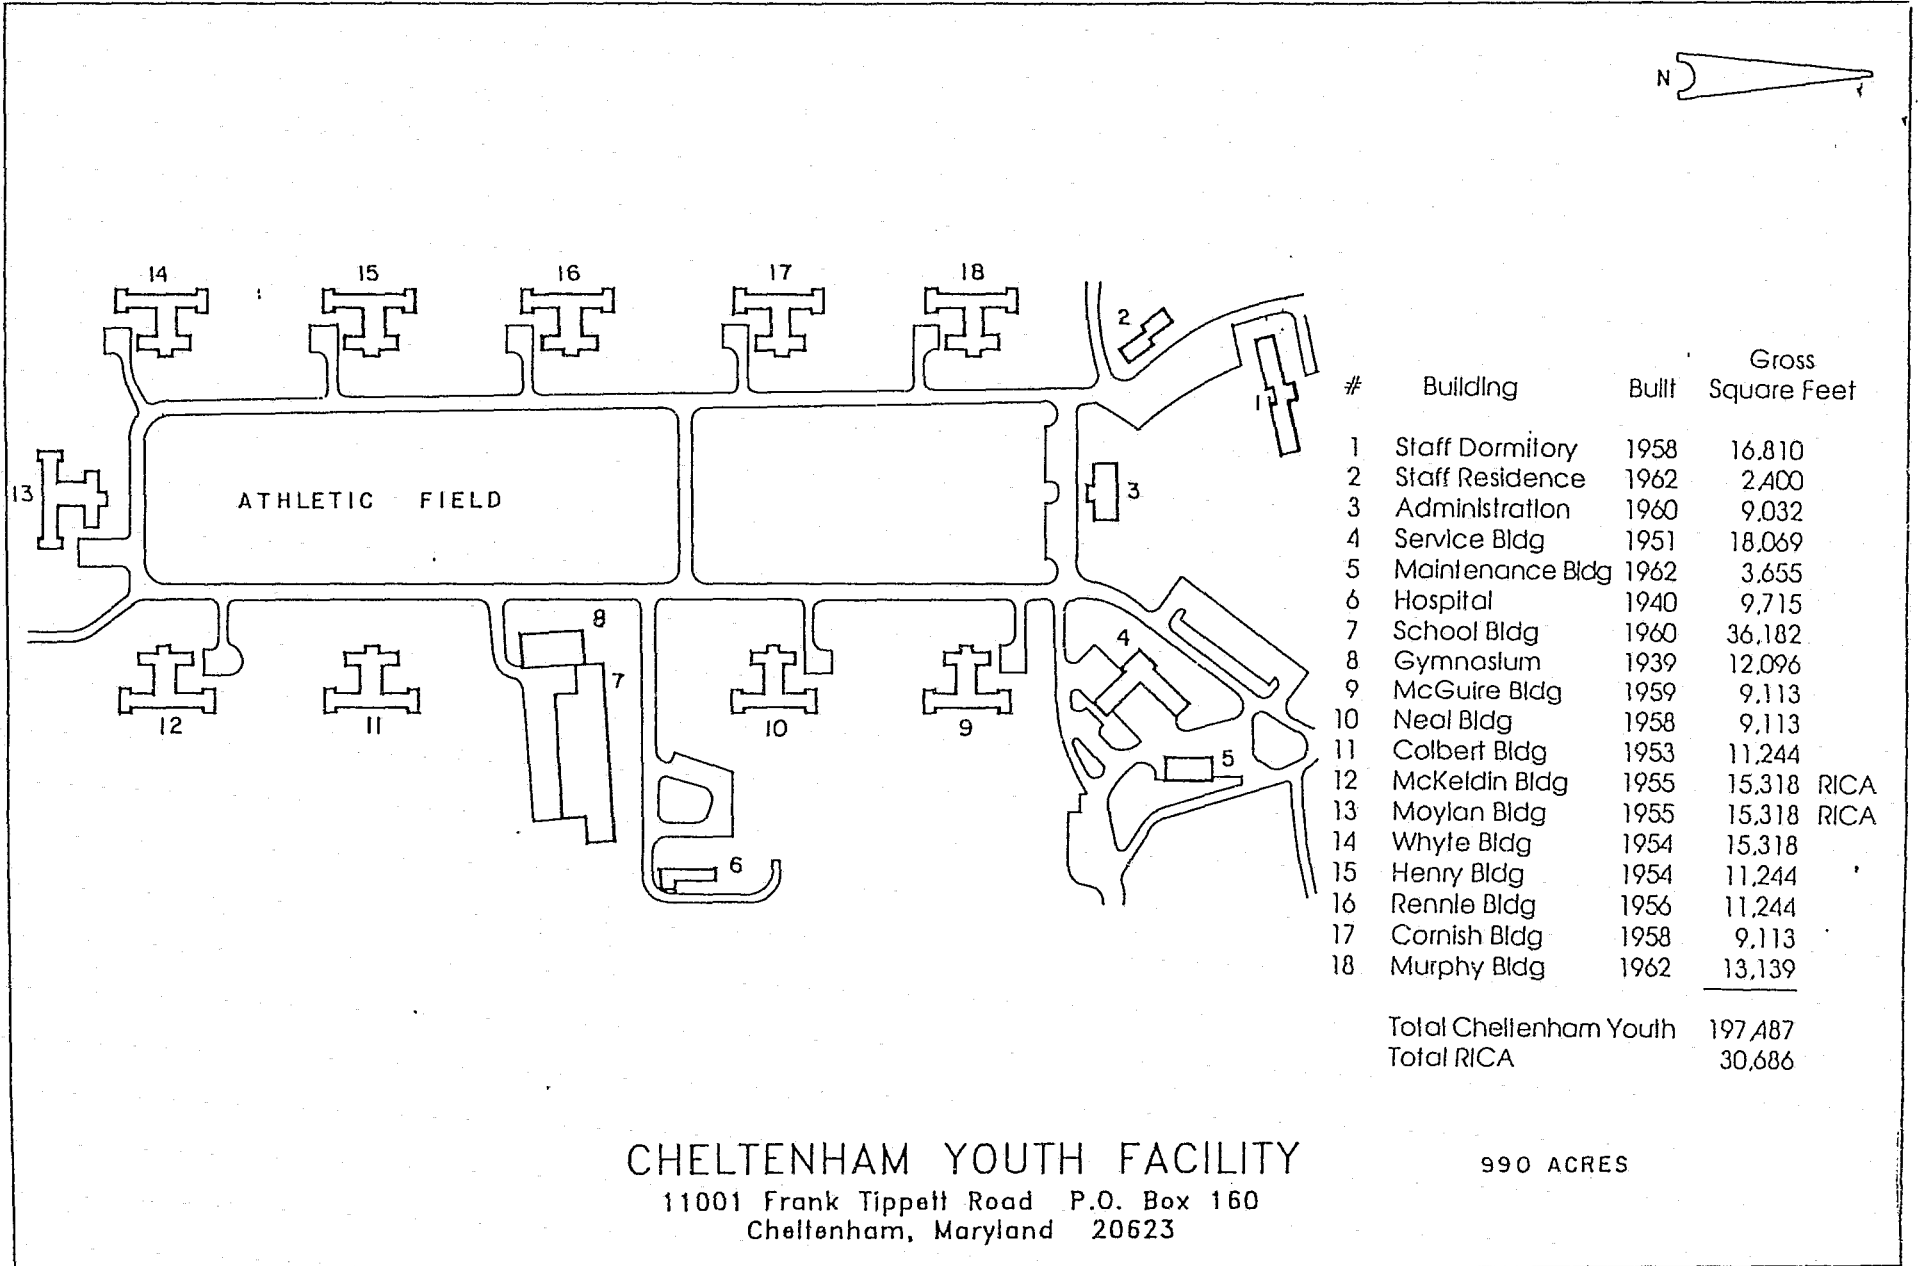 N
14 15 16 17 18
2
1
13
ATHLETIC FIELD
3
8
4
7
12 11 10 9
5
6
Gross
# Building Built Square Feet
1 Staff Dormitory 1958 16,810
2 Staff Residence 1962 2,400
3 Administration 1960 9,032
4 Service Bldg 1951 18,069
5 Maintenance Bldg 1962 3,655
6 Hospital 1940 9,715
7 School Bldg 1960 36,182
8 Gymnasium 1939 12,096
9 McGuire Bldg 1959 9,113
10 Neal Bldg 1958 9,113
11 Colbert Bldg 1953 11,244
12 McKeldin Bldg 1955 15,318 RICA
13 Moylan Bldg 1955 15,318 RICA
14 Whyte Bldg 1954 15,318
15 Henry Bldg 1954 11,244
16 Rennie Bldg 1956 11,244
17 Cornish Bldg 1958 9,113
18 Murphy Bldg 1962 13,139
Total Cheltenham Youth 197,487
Total RICA 30,686
CHELTENHAM YOUTH FACILITY
990 ACRES
11001 Frank Tippett Road P.O. Box 160
Cheltenham, Maryland 20623